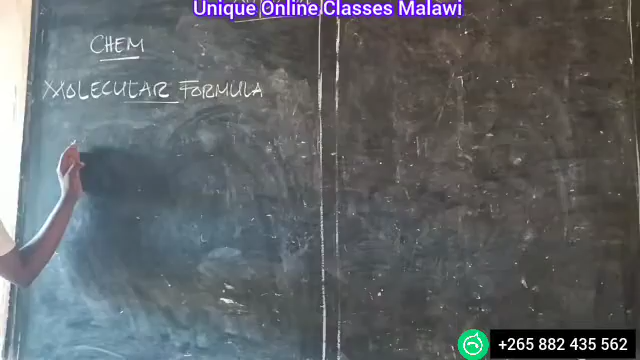 Unique Online Classes Malawi
CHEM
MOLECULAR FORMULA
+265 882 435 562